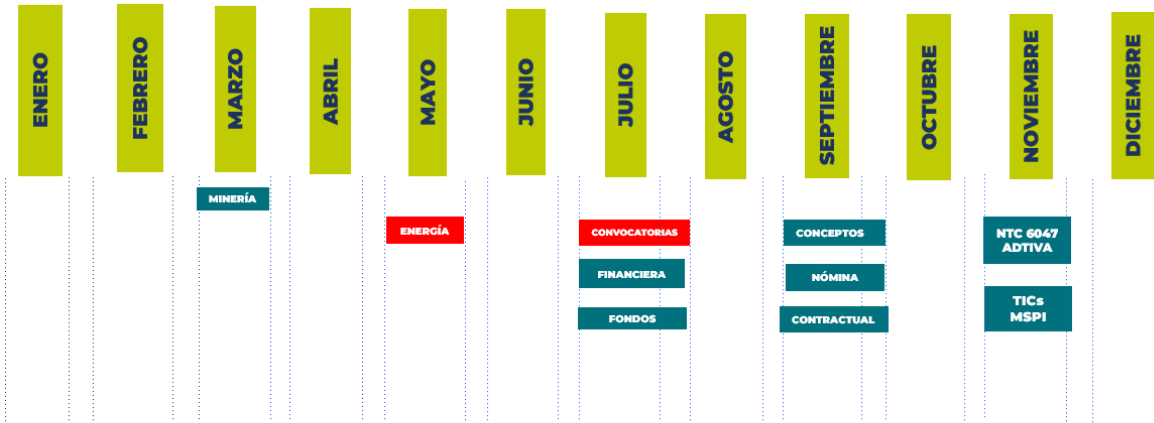 ENERO
FEBRERO
MARZO
ABRIL
MAYO
JUNIO
JULIO
AGOSTO
SEPTIEMBRE
OCTUBRE
NOVIEMBRE
DICIEMBRE
MINERÍA
ENERGÍA
CONVOCATORIAS
FINANCIERA
FONDOS
CONCEPTOS
NÓMINA
CONTRACTUAL
NTC 6047
ADTIVA
TICs
MSPI